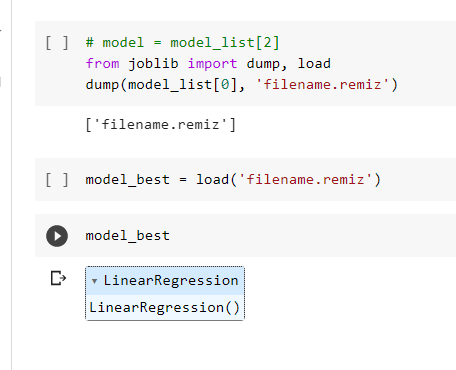 [ ] # model = model_list[2]
from joblib import dump, load
dump(model_list[0], 'filename.remiz')
['filename.remiz']
[ ] model_best = load('filename.remiz')
model_best
▾ LinearRegression
LinearRegression()